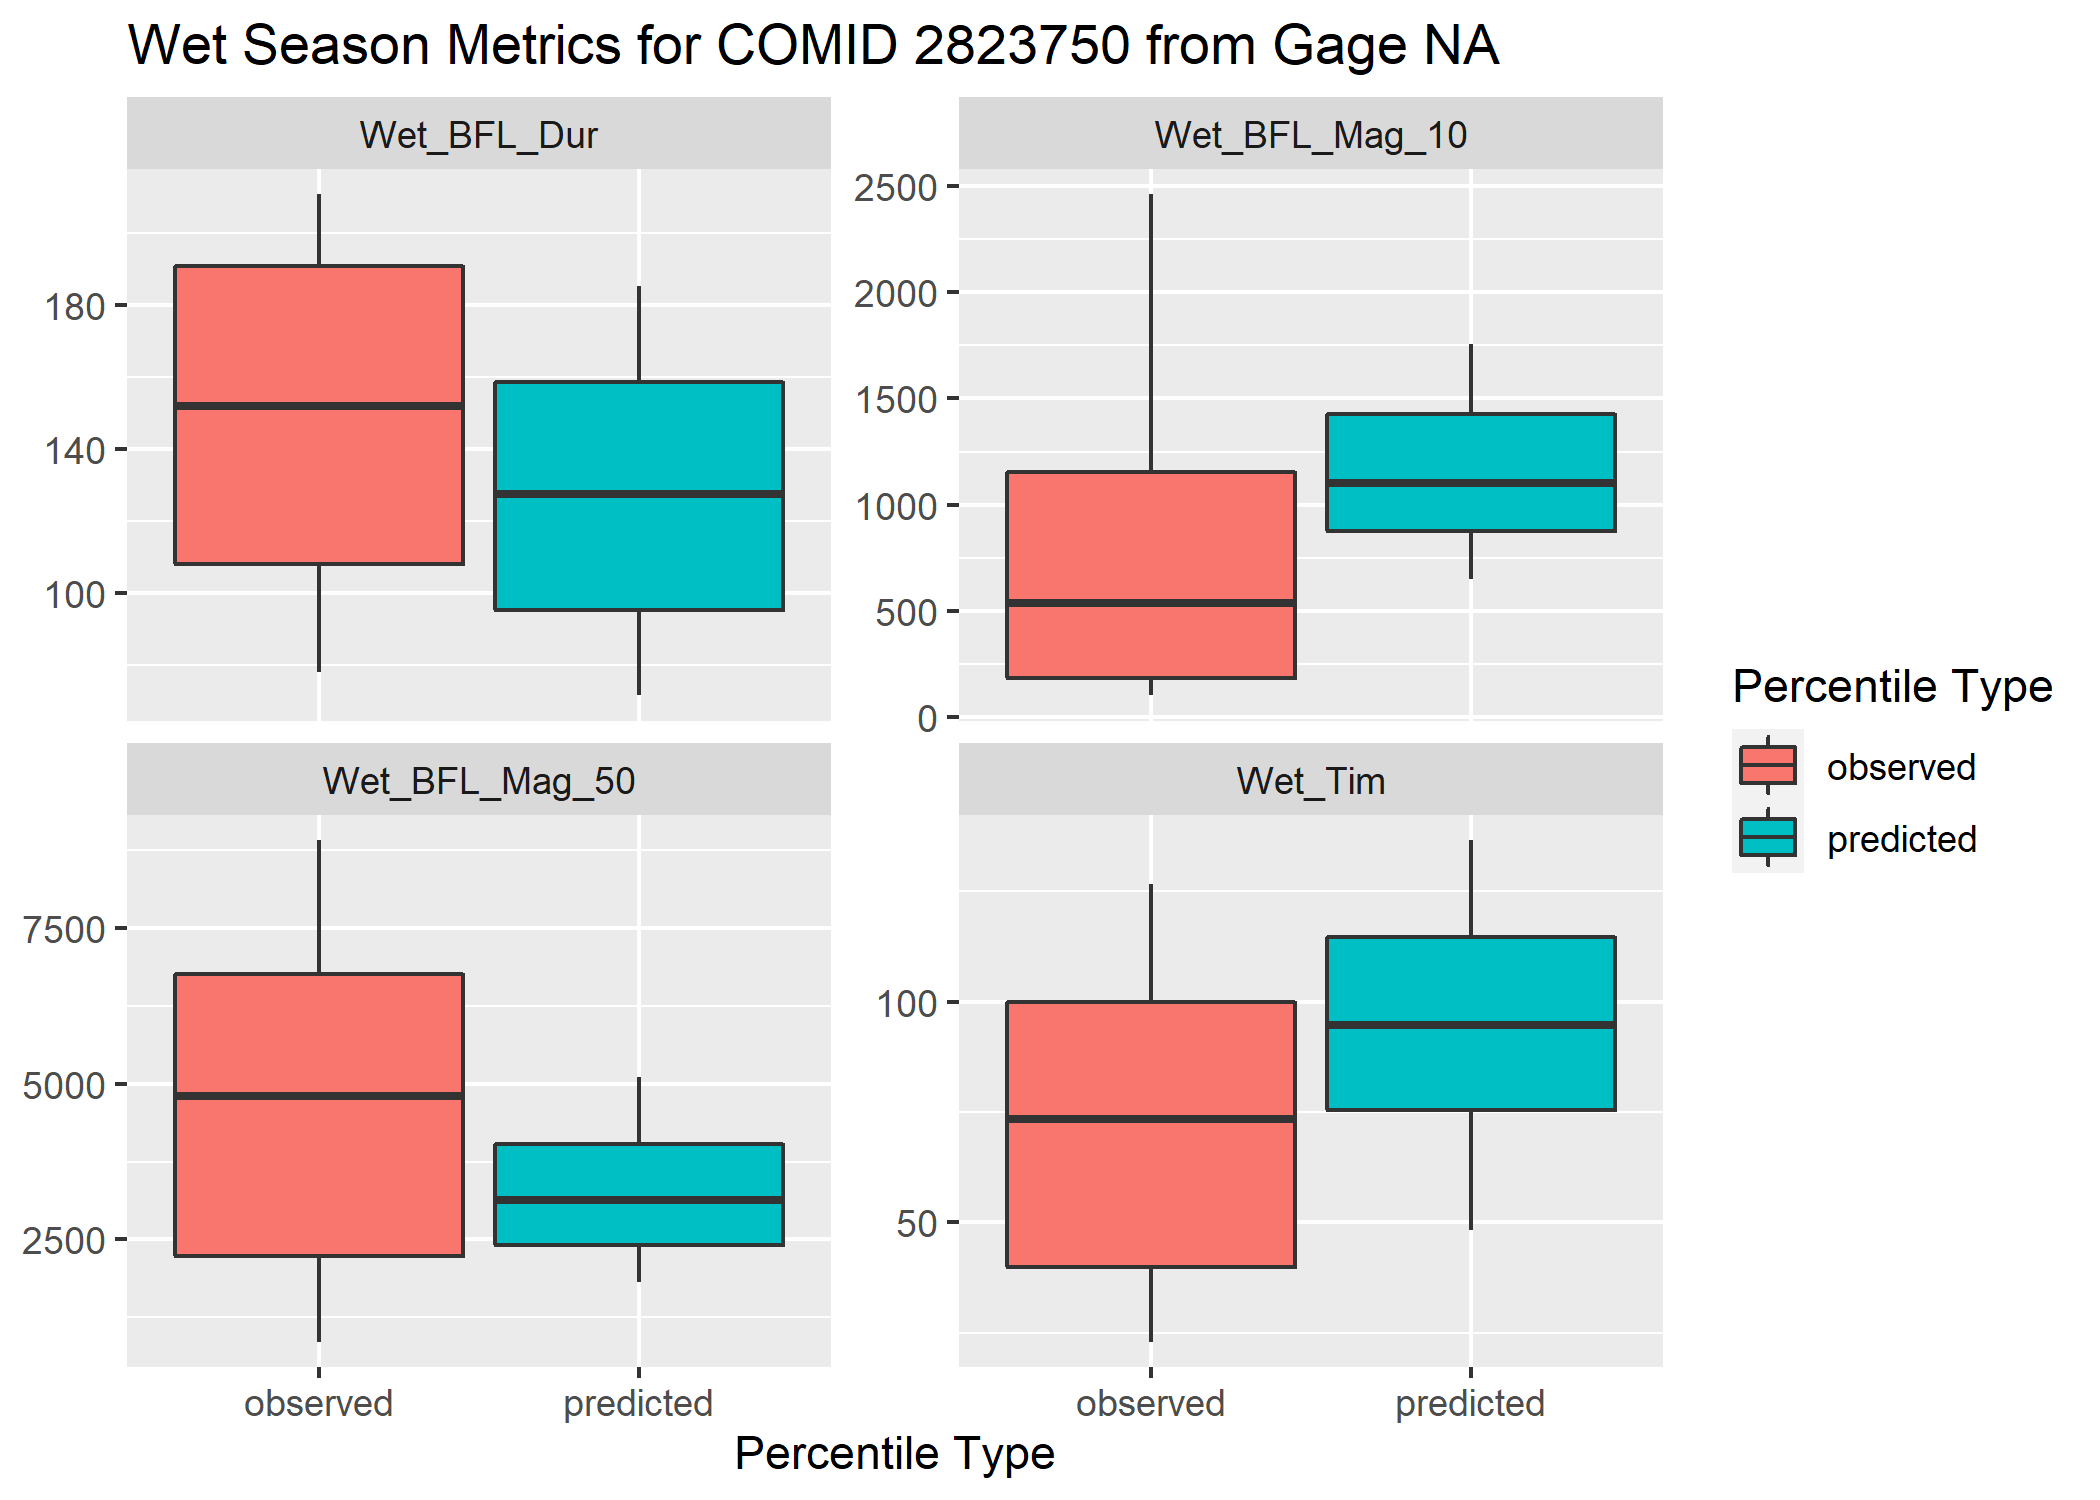 Wet Season Metrics for COMID 2823750 from Gage NA
Wet_BFL_Dur
180
140
100
Wet_BFL_Mag_10
2500
2000
1500
1000
500
0
Wet_BFL_Mag_50
7500
5000
2500
observed
predicted
Wet_Tim
100
50
observed
predicted
Percentile Type
Percentile Type
observed
predicted